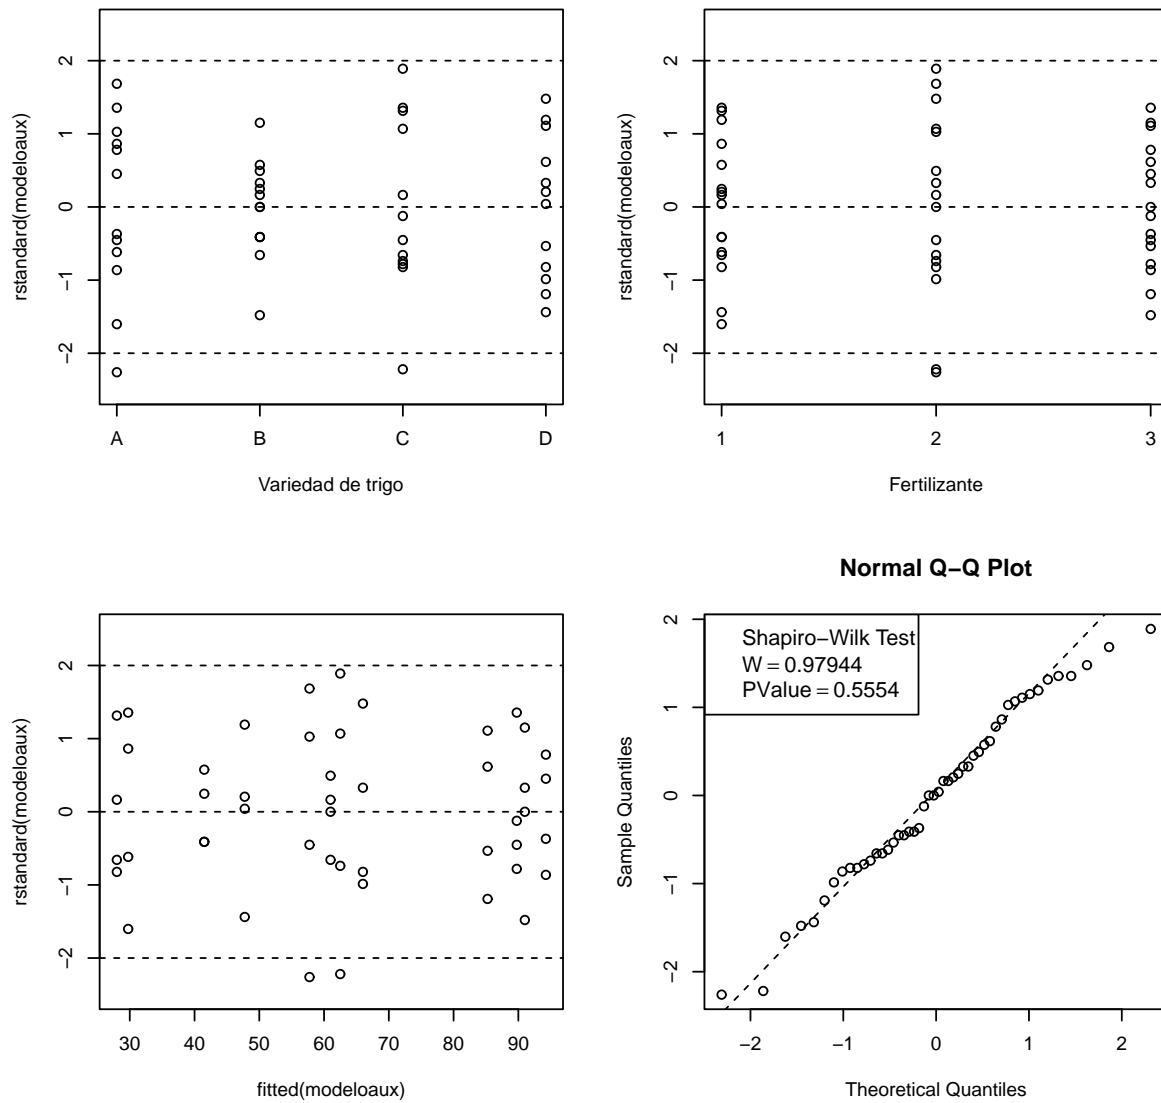 rstandard(modeloaux)
2
1
0
−1
−2
A B C D
Variedad de trigo
rstandard(modeloaux)
2
1
0
−1
−2
1 2 3
Fertilizante
rstandard(modeloaux)
2
1
0
−1
−2
30 40 50 60 70 80 90
fitted(modeloaux)
Normal Q−Q Plot
Shapiro−Wilk Test
W = 0.97944
PValue = 0.5554
Sample Quantiles
2
1
0
−1
−2
−2 −1 0 1 2
Theoretical Quantiles